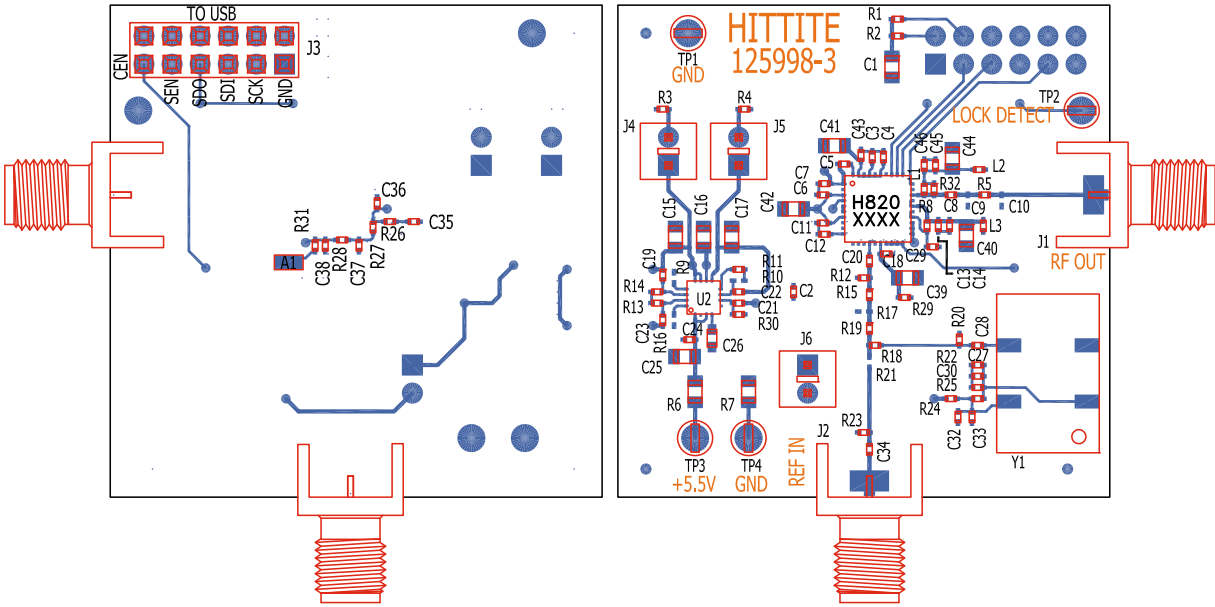 TO USB
J3
CEN
SEN
SDO
SDI
SCK
GND
C36
C35
R26
R31
R28
R27
C38
C37
A1
HITTITE
125998-3
TP1
GND
R1
R2
C1
TP2
LOCK DETECT
R3
R4
J4
J5
C41
C43
C3
C4
C46
C45
C44
L2
C5
C7
C6
L1
R32
R5
C42
H820
XXXX
R8
C8
C9
C10
C11
C12
L3
C40
J1
RF OUT
C15
C16
C17
C20
C18
C29
C13
C14
C19
R9
R11
R10
R12
R15
C39
R29
R14
R13
U2
C22
C21
R30
C2
R17
C23
R16
C24
C26
C25
R19
R18
R20
C28
R22
C27
C30
R25
R21
J6
R24
R6
R7
R23
C32
C33
J2
C34
REF IN
TP3
+5.5V
TP4
GND
Y1